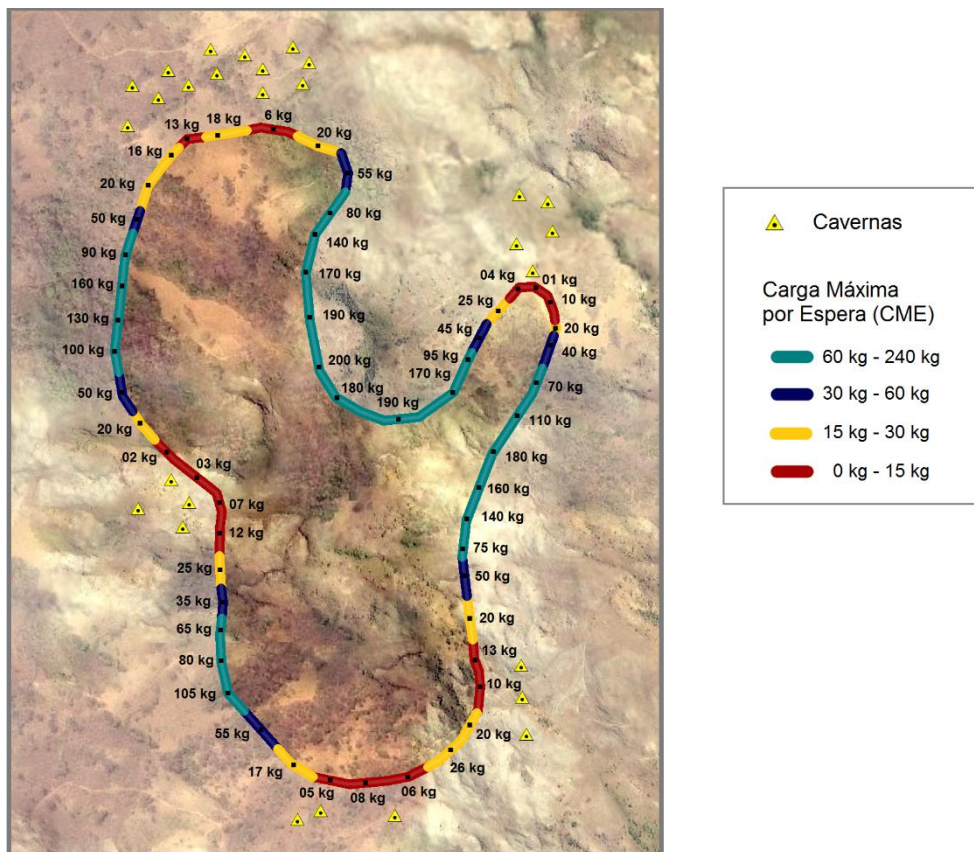 6 kg
18 kg
13 kg
20 kg
16 kg
55 kg
20 kg
50 kg
80 kg
140 kg
90 kg
170 kg
04 kg
01 kg
160 kg
25 kg
10 kg
130 kg
190 kg
45 kg
20 kg
40 kg
100 kg
95 kg
200 kg
170 kg
70 kg
50 kg
180 kg
190 kg
110 kg
20 kg
02 kg
180 kg
03 kg
160 kg
07 kg
140 kg
12 kg
75 kg
25 kg
50 kg
35 kg
20 kg
65 kg
80 kg
13 kg
10 kg
105 kg
55 kg
20 kg
17 kg
26 kg
05 kg
08 kg
06 kg
Cavernas
Carga Máxima
por Espera (CME)
60 kg - 240 kg
30 kg - 60 kg
15 kg - 30 kg
0 kg - 15 kg